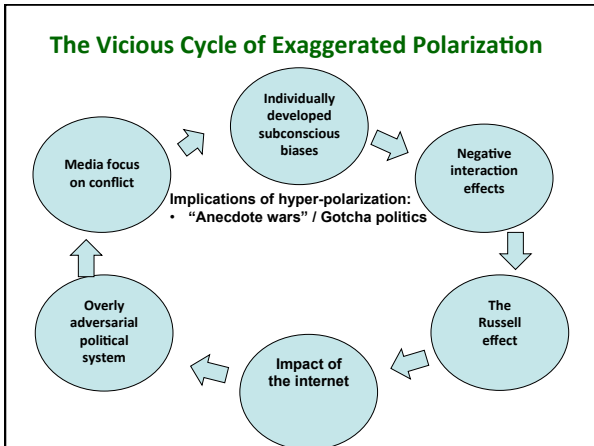 The Vicious Cycle of Exaggerated Polarization
Individually
developed
subconscious
biases
Media focus
on conflict
Negative
interaction
effects
Implications of hyper-polarization:
• “Anecdote wars” / Gotcha politics
Overly
adversarial
political
system
The
Russell
effect
Impact of
the internet